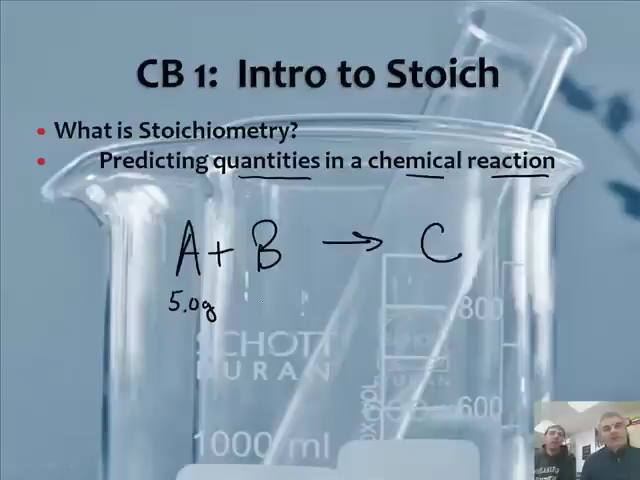 CB 1: Intro to Stoich
• What is Stoichiometry?
• Predicting quantities in a chemical reaction
A + B → C
5.0g
800
SCHOTT
DURAN
600
1000 ml